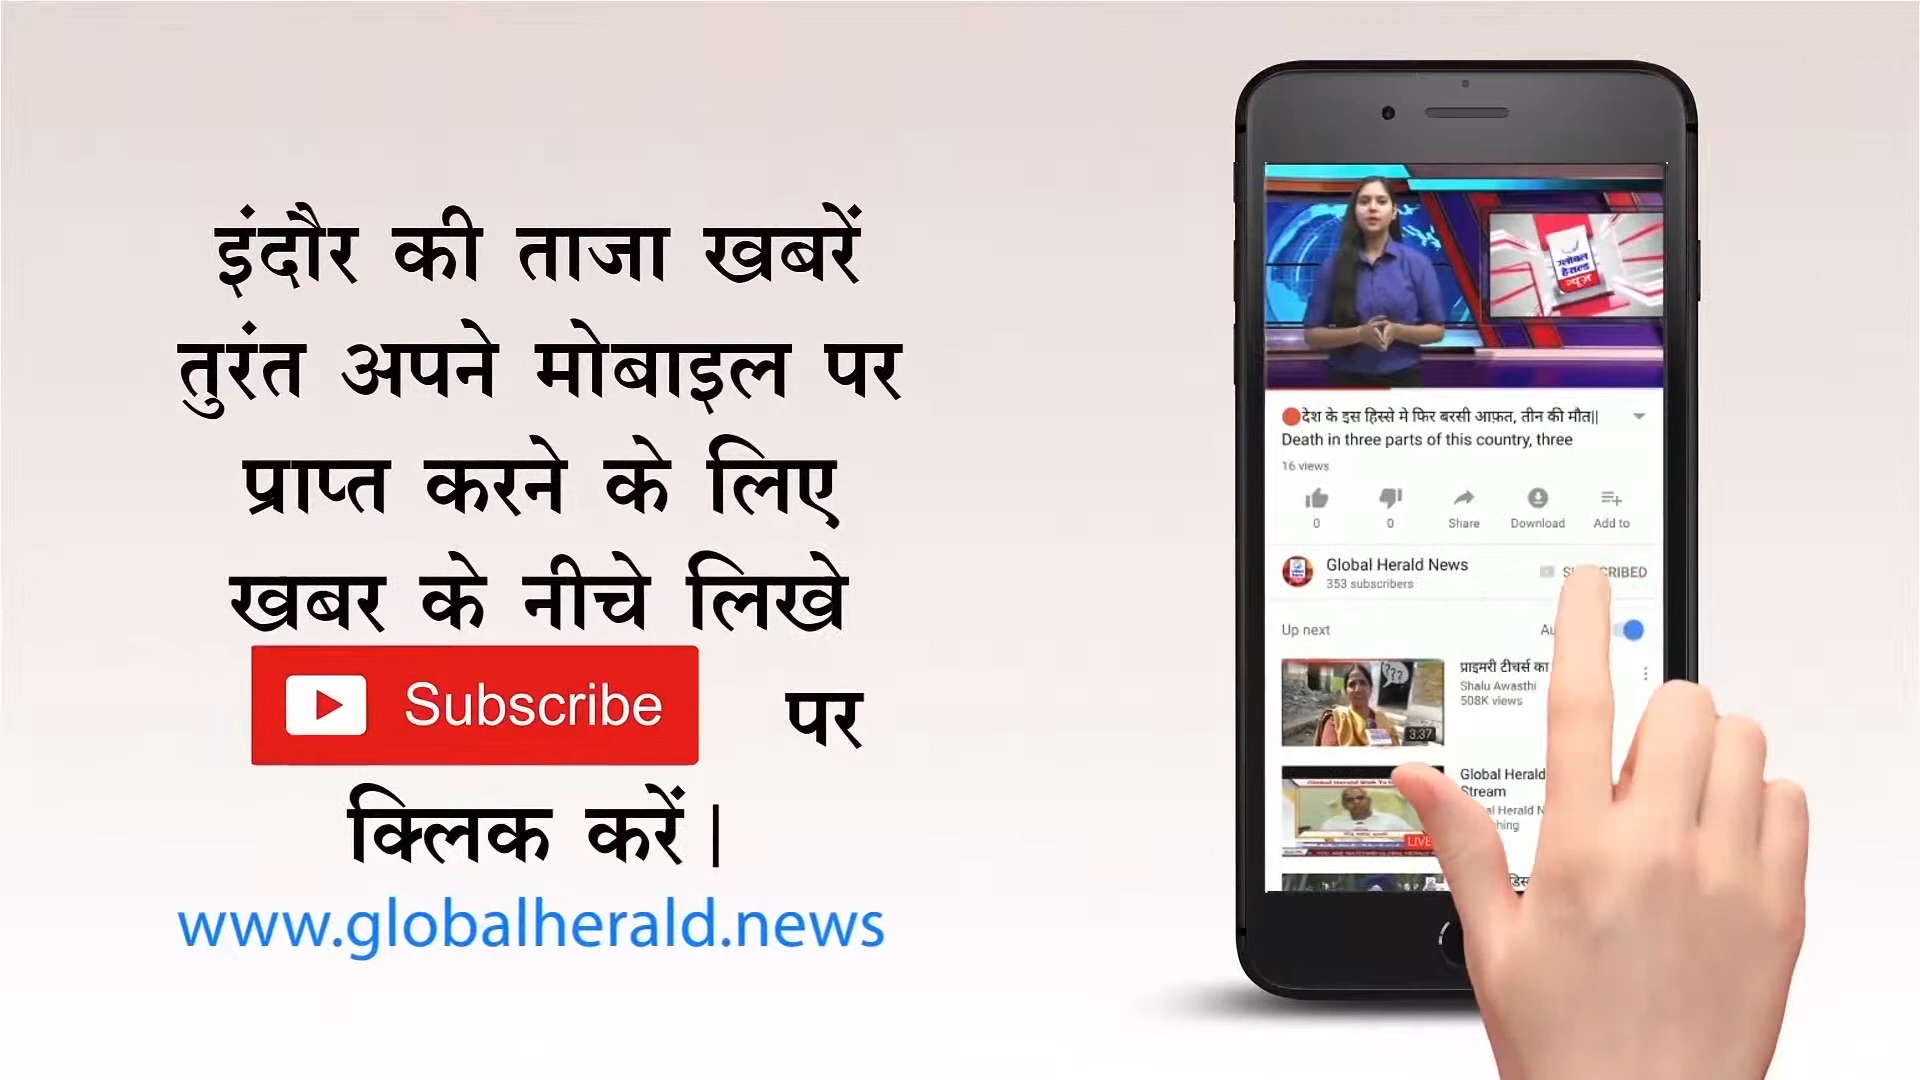 इंदौर की ताजा खबरें
तुरंत अपने मोबाइल पर
प्राप्त करने के लिए
खबर के नीचे लिखे
Subscribe पर
क्लिक करें|
www.globalherald.news
ग्लोबल
हेराल्ड
न्यूज़
देश के इस हिस्से मे फिर बरसी आफ़त, तीन की मौत||
Death in three parts of this country, three
16 views
0
0
Share
Download
Add to
Global Herald News
353 subscribers
Up next
???
3:37
प्राइमरी टीचर्स का
Shalu Awasthi
508K views
LIVE
Global Herald
Stream